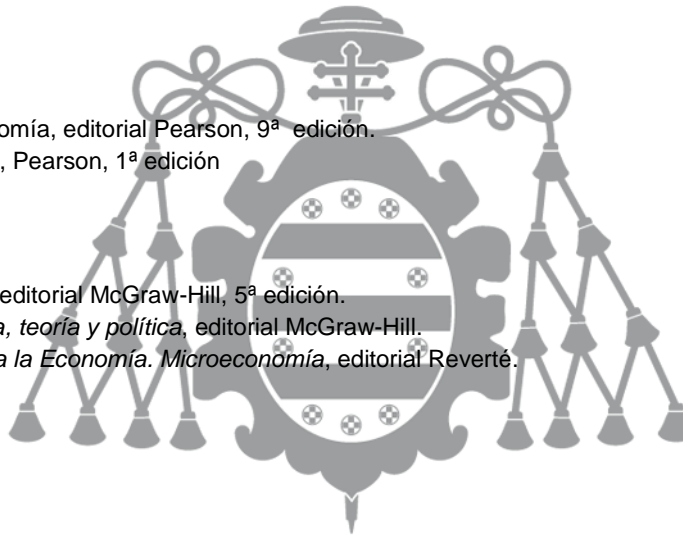 omía, editorial Pearson, 9ª edición.
, Pearson, 1ª edición
editorial McGraw-Hill, 5ª edición.
a, teoría y política, editorial McGraw-Hill.
a la Economía. Microeconomía, editorial Reverté.